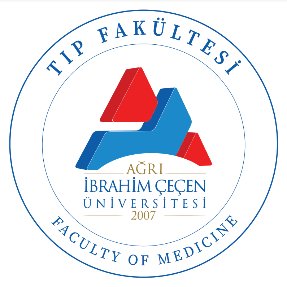 TIP FAKÜLTESİ
AĞRI
İBRAHİM ÇEÇEN
ÜNİVERSİTESİ
2007
FACULTY OF MEDICINE